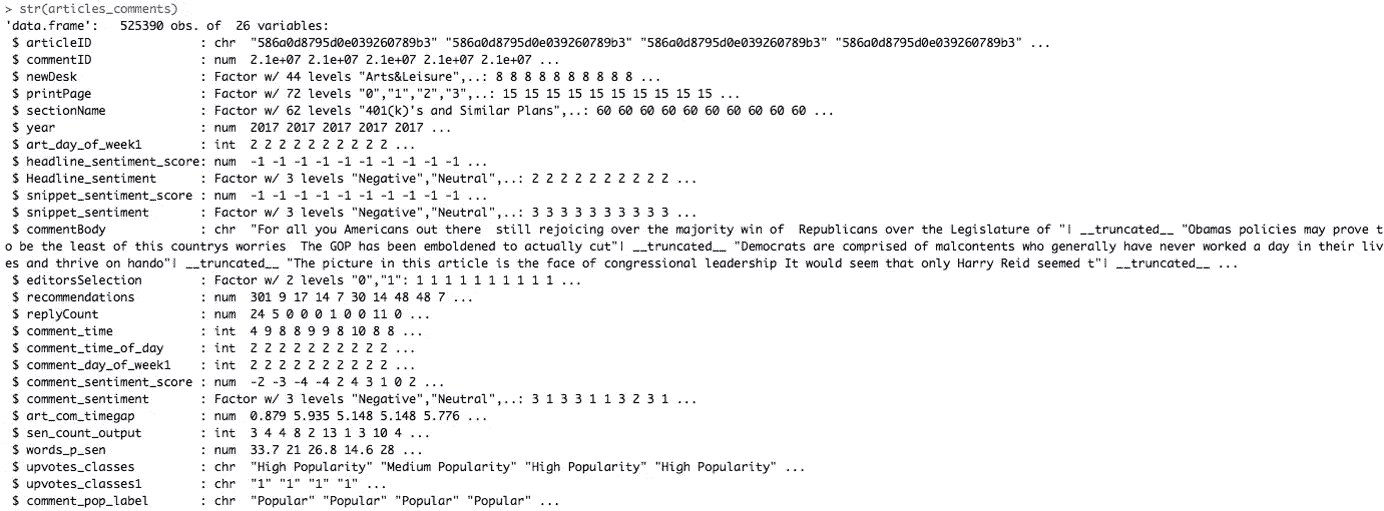 > str(articles_comments)
'data.frame':   525390 obs. of  26 variables:
 $ articleID               : chr  "586a0d8795d0e039260789b3" "586a0d8795d0e039260789b3" "586a0d8795d0e039260789b3" "586a0d8795d0e039260789b3" ...
 $ commentID               : num  2.1e+07 2.1e+07 2.1e+07 2.1e+07 2.1e+07 ...
 $ newDesk                 : Factor w/ 44 levels "Arts&Leisure",..: 8 8 8 8 8 8 8 8 8 8 ...
 $ printPage               : Factor w/ 72 levels "0","1","2","3",..: 15 15 15 15 15 15 15 15 15 15 ...
 $ sectionName             : Factor w/ 62 levels "401(k)'s and Similar Plans",..: 60 60 60 60 60 60 60 60 60 60 ...
 $ year                    : num  2017 2017 2017 2017 2017 ...
 $ art_day_of_week1        : int  2 2 2 2 2 2 2 2 2 2 ...
 $ headline_sentiment_score: num  -1 -1 -1 -1 -1 -1 -1 -1 -1 -1 ...
 $ Headline_sentiment      : Factor w/ 3 levels "Negative","Neutral",..: 2 2 2 2 2 2 2 2 2 2 ...
 $ snippet_sentiment_score : num  -1 -1 -1 -1 -1 -1 -1 -1 -1 -1 ...
 $ snippet_sentiment       : Factor w/ 3 levels "Negative","Neutral",..: 3 3 3 3 3 3 3 3 3 3 ...
 $ commentBody             : chr  "For all you Americans out there  still rejoicing over the majority win of  Republicans over the Legislature of "| __truncated__ "Obamas policies may prove t
o be the least of this countrys worries  The GOP has been emboldened to actually cut"| __truncated__ "Democrats are comprised of malcontents who generally have never worked a day in their liv
es and thrive on hando"| __truncated__ "The picture in this article is the face of congressional leadership It would seem that only Harry Reid seemed t"| __truncated__ ...
 $ editorsSelection        : Factor w/ 2 levels "0","1": 1 1 1 1 1 1 1 1 1 1 ...
 $ recommendations         : num  301 9 17 14 7 30 14 48 48 7 ...
 $ replyCount              : num  24 5 0 0 0 1 0 0 11 0 ...
 $ comment_time            : int  4 9 8 8 9 9 8 10 8 8 ...
 $ comment_time_of_day     : int  2 2 2 2 2 2 2 2 2 2 ...
 $ comment_day_of_week1    : int  2 2 2 2 2 2 2 2 2 2 ...
 $ comment_sentiment_score : num  -2 -3 -4 -4 2 4 3 1 0 2 ...
 $ comment_sentiment       : Factor w/ 3 levels "Negative","Neutral",..: 3 1 3 3 1 1 3 2 3 1 ...
 $ art_com_timegap         : num  0.879 5.935 5.148 5.148 5.776 ...
 $ sen_count_output        : int  3 4 4 8 2 13 1 3 10 4 ...
 $ words_p_sen             : num  33.7 21 26.8 14.6 28 ...
 $ upvotes_classes         : chr  "High Popularity" "Medium Popularity" "High Popularity" "High Popularity" ...
 $ upvotes_classes1        : chr  "1" "1" "1" "1" ...
 $ comment_pop_label       : chr  "Popular" "Popular" "Popular" "Popular" ...